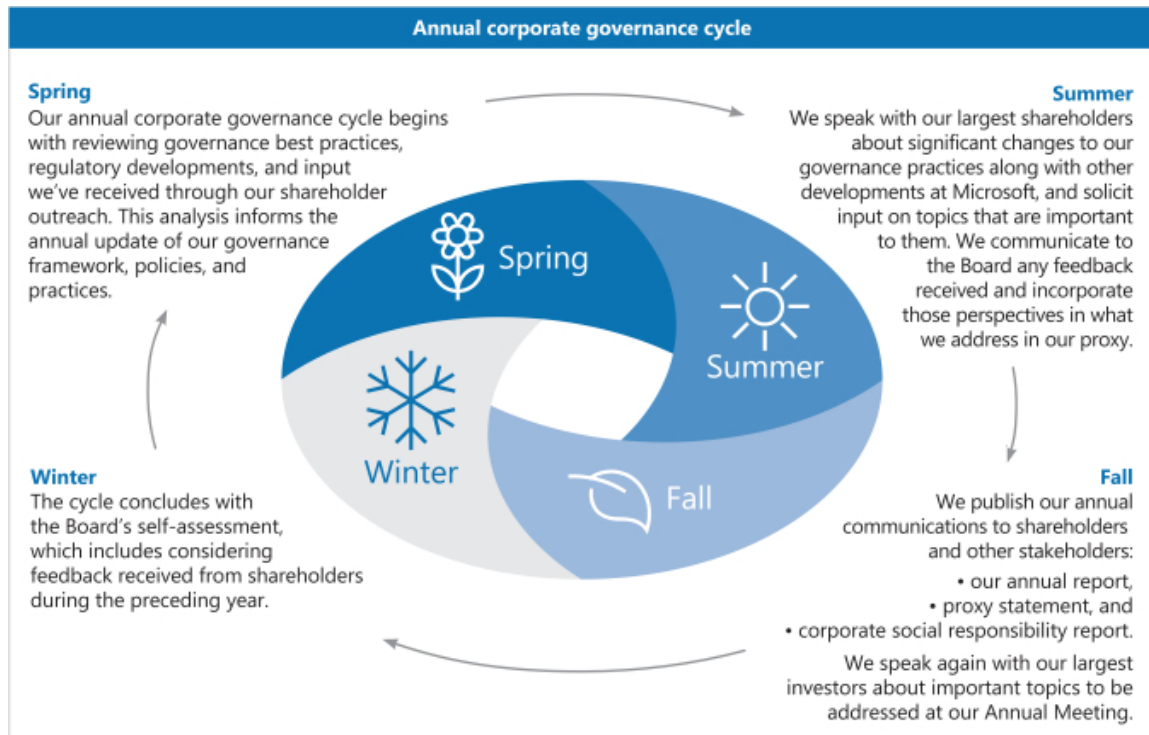 Annual corporate governance cycle
Spring
Our annual corporate governance cycle begins
with reviewing governance best practices,
regulatory developments, and input
we've received through our shareholder
outreach. This analysis informs the
annual update of our governance
framework, policies, and
practices.
Summer
We speak with our largest shareholders
about significant changes to our
governance practices along with other
developments at Microsoft, and solicit
input on topics that are important
to them. We communicate to
the Board any feedback
received and incorporate
those perspectives in what
we address in our proxy.
Spring
Summer
Winter
Fall
Winter
The cycle concludes with
the Board's self-assessment,
which includes considering
feedback received from shareholders
during the preceding year.
Fall
We publish our annual
communications to shareholders
and other stakeholders:
• our annual report,
• proxy statement, and
• corporate social responsibility report.
We speak again with our largest
investors about important topics to be
addressed at our Annual Meeting.